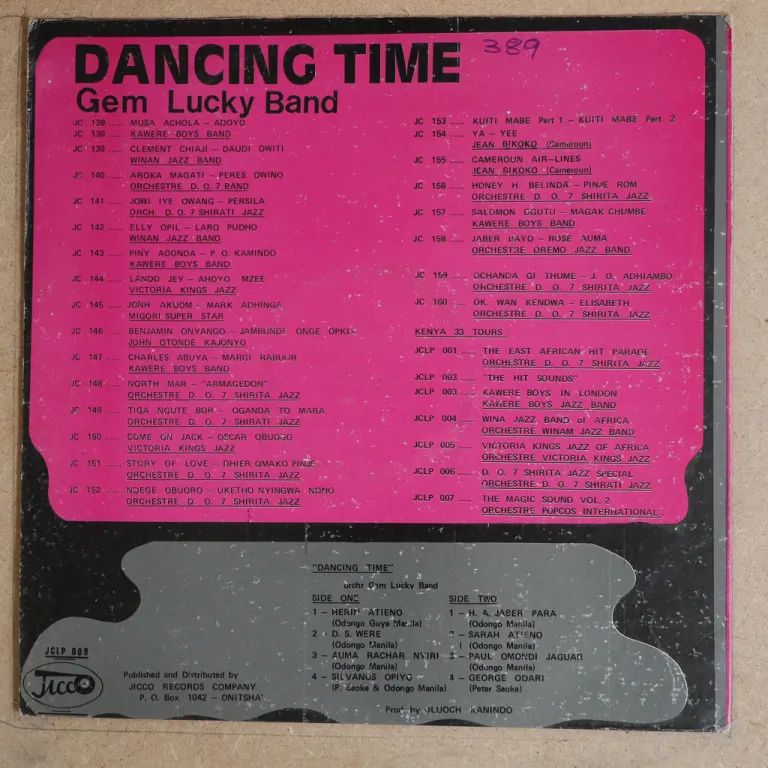 DANCING TIME 389
Gem Lucky Band
JC 138 ...... MUSA ACHOLA — ADOYO
JC 138 ...... KAWERE BOYS BAND
JC 139 ...... CLEMENT CHIAJI — DAUDI OWITI
WINAN JAZZ BAND
JC 140 ...... AROKA MAGATI — PERES OWINO
ORCHESTRE D. O. 7 BAND
JC 141 ...... JOWI IYE OWANG — PERSILA
ORCH. D. O. 7 SHIRATI JAZZ
JC 142 ...... ELLY OPIL — LARO PUDHO
WINAN JAZZ BAND
JC 143 ...... PINY AGONDA — P. O. KAMINDO
KAWERE BOYS BAND
JC 144 ...... LANDO JEY — AHOYO MZEE
VICTORIA KINGS JAZZ
JC 145 ...... JONH AKUOM — MARK ADHINGA
MIGORI SUPER STAR
JC 146 ...... BENJAMIN ONYANGO — JAMBUNDE ONGE OPKLO
JOHN OTONDE KAJONYO
JC 147 ...... CHARLES ABUYA — MARGI RABUOR
KAWERE BOYS BAND
JC 148 ...... NORTH MAR — "ARMAGEDON"
ORCHESTRE D. O. 7 SHIRITA JAZZ
JC 149 ...... TIGA NGUTE BOR — OGANDA TO MARA
ORCHESTRE D. O. 7 SHIRATI JAZZ
JC 150 ...... COME ON JACK — OSCAR OBUOGO
VICTORIA KINGS JAZZ
JC 151 ...... STORY OF LOVE — OHIER OMAKO PINJE
ORCHESTRE D. O. 7 SHIRITA JAZZ
JC 152 ...... NDEGE OBUORO — UKETHO NYINGWA NONO
ORCHESTRE D. O. 7 SHIRITA JAZZ
JC 153 ...... KUITI MABE Part 1 — KUITI MABE Part 2
JC 154 ...... YA — YEE
JEAN BIKOKO (Cameroun)
JC 155 ...... CAMEROUN AIR—LINES
JEAN BIKOKO (Cameroun)
JC 156 ...... HONEY H. BELINDA — PINJE ROM
ORCHESTRE D. O. 7 SHIRITA JAZZ
JC 157 ...... SALOMON OGUTU — MAGAK CHUMBE
KAWERE BOYS BAND
JC 158 ...... JABER DAYO — ROSE AUMA
ORCHESTRE OREMO JAZZ BAND
JC 159 ...... OCHANDA GI THUME — J. O. ADHIAMBO
ORCHESTRE D. O. 7 SHIRITA JAZZ
JC 160 ...... OK. WAN KENDWA — ELISABETH
ORCHESTRE D. O. 7 SHIRITA JAZZ
KENYA 33 TOURS
JCLP 001 ...... THE EAST AFRICAN HIT PARADE
ORCHESTRE D. O. 7 SHIRITA JAZZ
JCLP 003 ...... "THE HIT SOUNDS"
JCLP 003 ...... KAWERE BOYS IN LONDON
KAWERE BOYS JAZZ BAND
JCLP 004 ...... WINA JAZZ BAND of AFRICA
ORCHESTRE WINAM JAZZ BAND
JCLP 005 ...... VICTORIA KINGS JAZZ OF AFRICA
ORCHESTRE VICTORIA KINGS JAZZ
JCLP 006 ...... D. O. 7 SHIRITA JAZZ SPECIAL
ORCHESTRE D. O. 7 SHIRATI JAZZ
JCLP 007 ...... THE MAGIC SOUND VOL. 2
ORCHESTRE PUPCOS INTERNATIONAL
"DANCING TIME"
orchr Gem Lucky Band
SIDE ONE
1 — HERIN ATIENO
(Odongo Guya Manila)
2 D. S. WERE
(Odongo Manila)
3 — AUMA RACHAR NYIRI
(Odongo Manila)
4 — SILVANUS OPIYO
(P. Saoke & Odongo Manila)
SIDE TWO
1 — H. A. JABER PARA
(Odongo Manila)
2 — SARAH ATIENO
(Odongo Manila)
3 — PAUL OMONDI JAGUAR
(Odongo Manila)
4 — GEORGE ODARI
(Peter Saoke)
Prod. by OLUOCH KANINDO
JCLP 009
JICCO
Published and Distributed by
JICCO RECORDS COMPANY
P. O. Box 1042 — ONITSHA